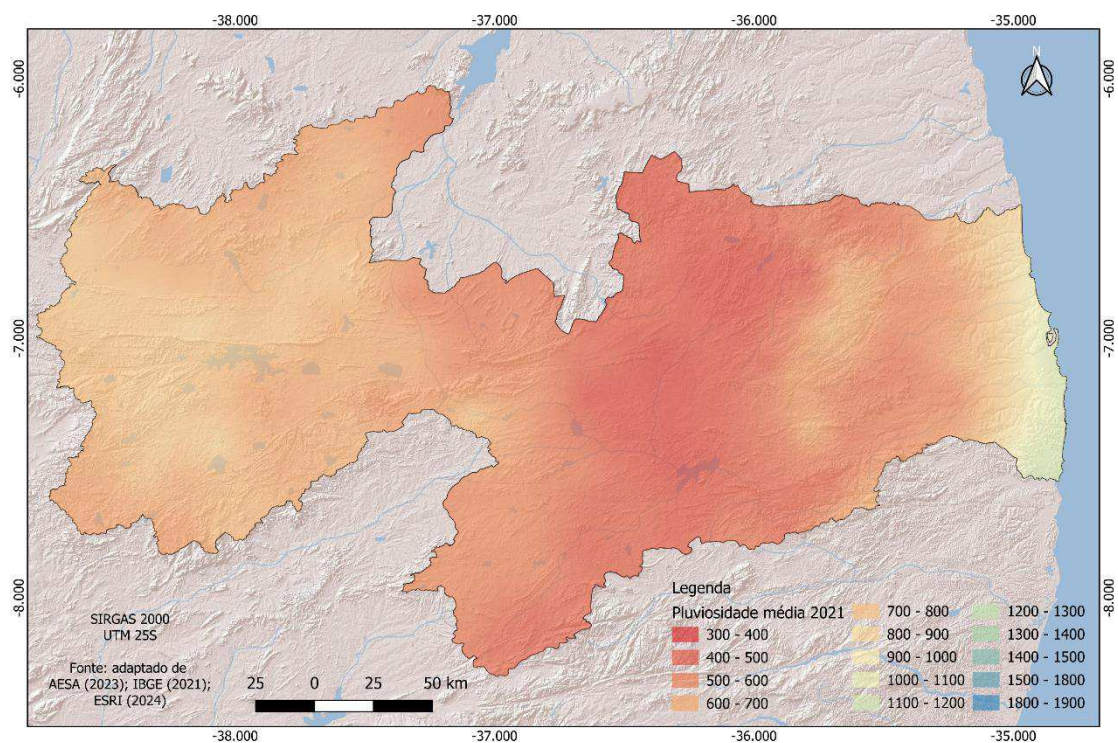 -38.000 -37.000 -36.000 -35.000
-6.000 -6.000
N
-7.000 -7.000
-8.000 -8.000
Legenda
Pluviosidade média 2021
300 - 400
400 - 500
500 - 600
600 - 700
700 - 800
800 - 900
900 - 1000
1000 - 1100
1100 - 1200
1200 - 1300
1300 - 1400
1400 - 1500
1500 - 1800
1800 - 1900
SIRGAS 2000
UTM 25S
Fonte: adaptado de
AESA (2023); IBGE (2021);
ESRI (2024)
25 0 25 50 km
-38.000 -37.000 -36.000 -35.000